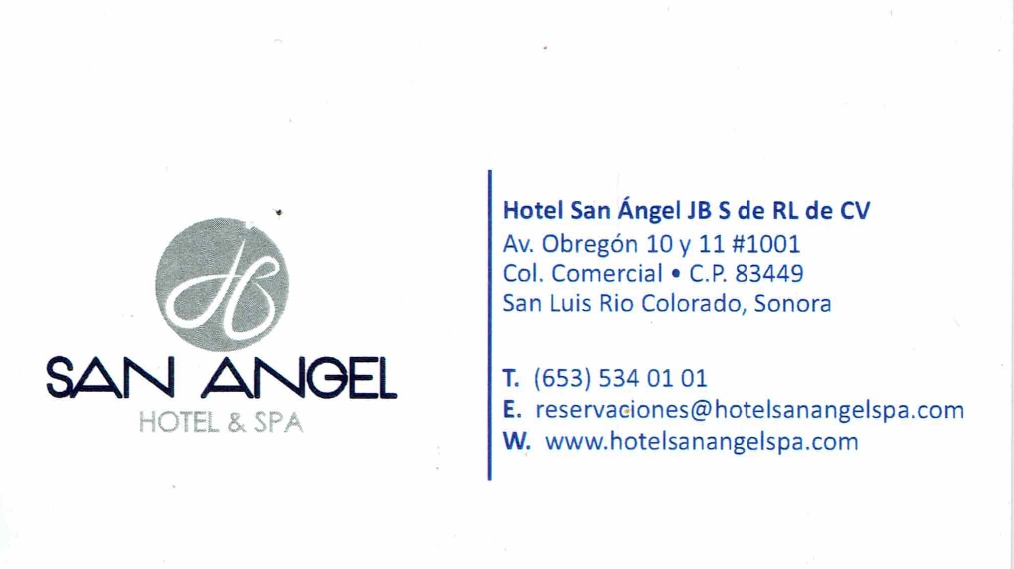 JB
SAN ANGEL
HOTEL & SPA
Hotel San Ángel JB S de RL de CV
Av. Obregón 10 y 11 #1001
Col. Comercial • C.P. 83449
San Luis Rio Colorado, Sonora
T. (653) 534 01 01
E. reservaciones@hotelsanangelspa.com
W. www.hotelsanangelspa.com